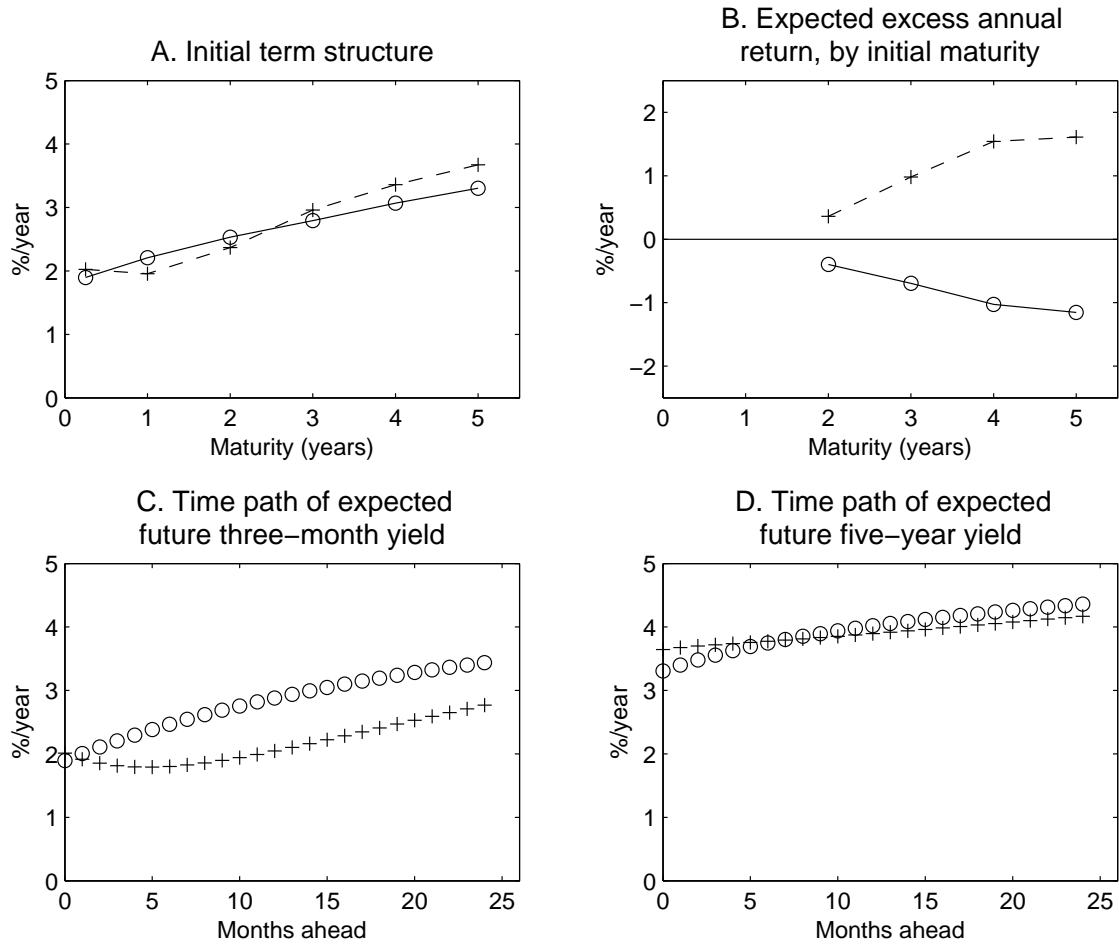 A. Initial term structure
5
4
3
2
1
0
%/year
0 1 2 3 4 5
Maturity (years)
B. Expected excess annual
return, by initial maturity
2
1
0
−1
−2
%/year
0 1 2 3 4 5
Maturity (years)
C. Time path of expected
future three−month yield
5
4
3
2
1
0
%/year
0 5 10 15 20 25
Months ahead
D. Time path of expected
future five−year yield
5
4
3
2
1
0
%/year
0 5 10 15 20 25
Months ahead